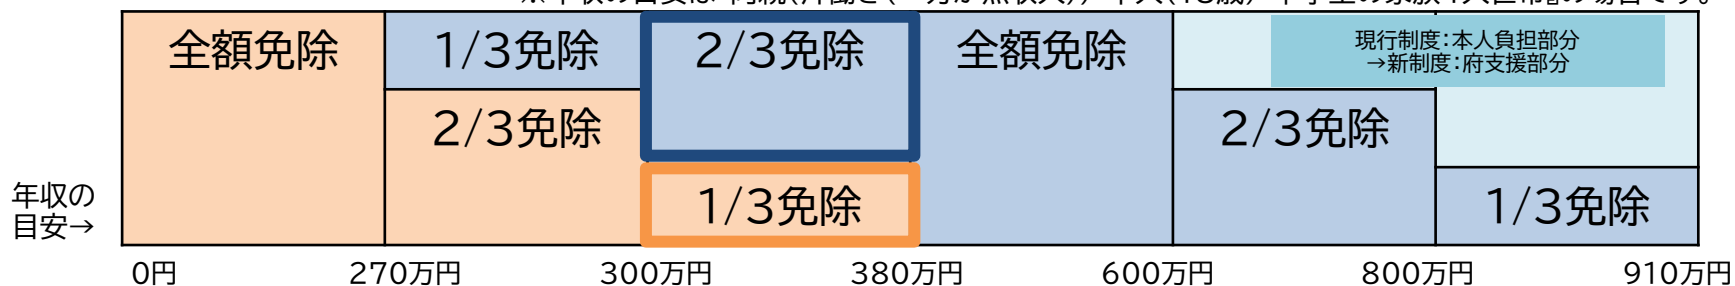 全額免除
1/3免除
2/3免除
全額免除
現行制度：本人負担部分
→新制度：府支援部分
2/3免除
2/3免除
1/3免除
1/3免除
年収の
目安→
0円 270万円 300万円 380万円 600万円 800万円 910万円